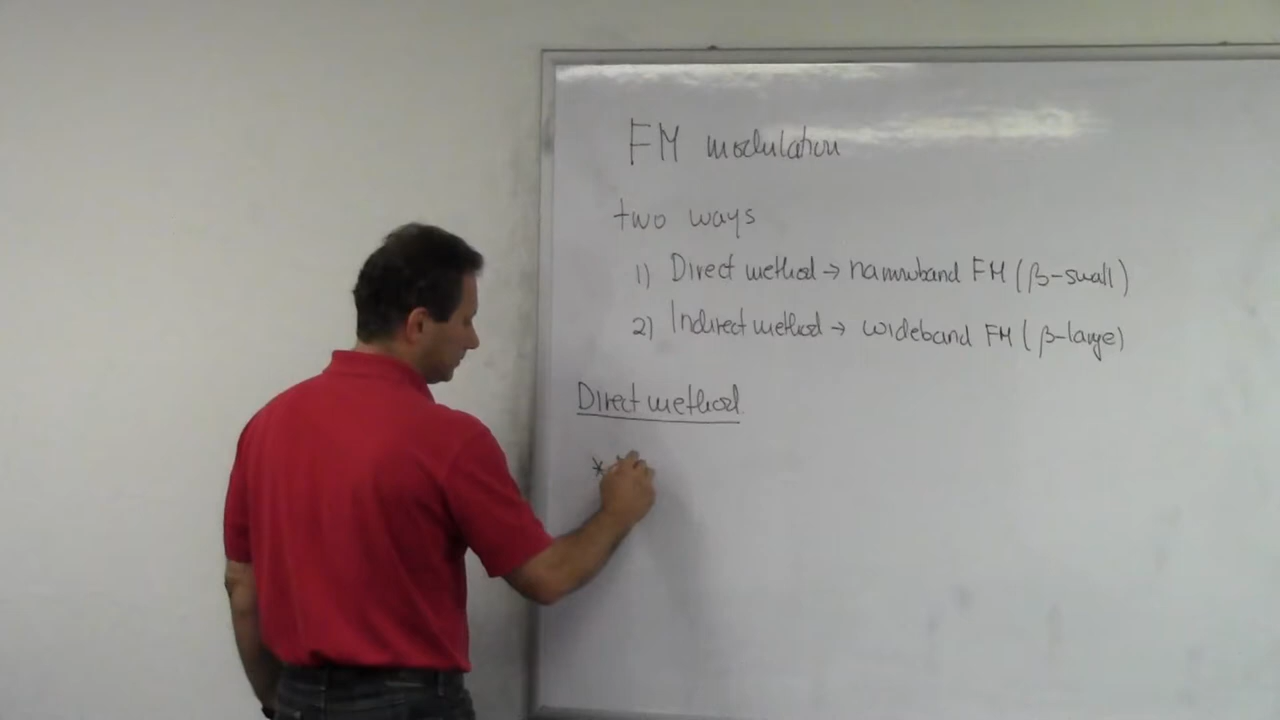 FM modulation
two ways
1) Direct method → narrowband FM (β-small)
2) Indirect method → wideband FM (β-large)
Direct method
*